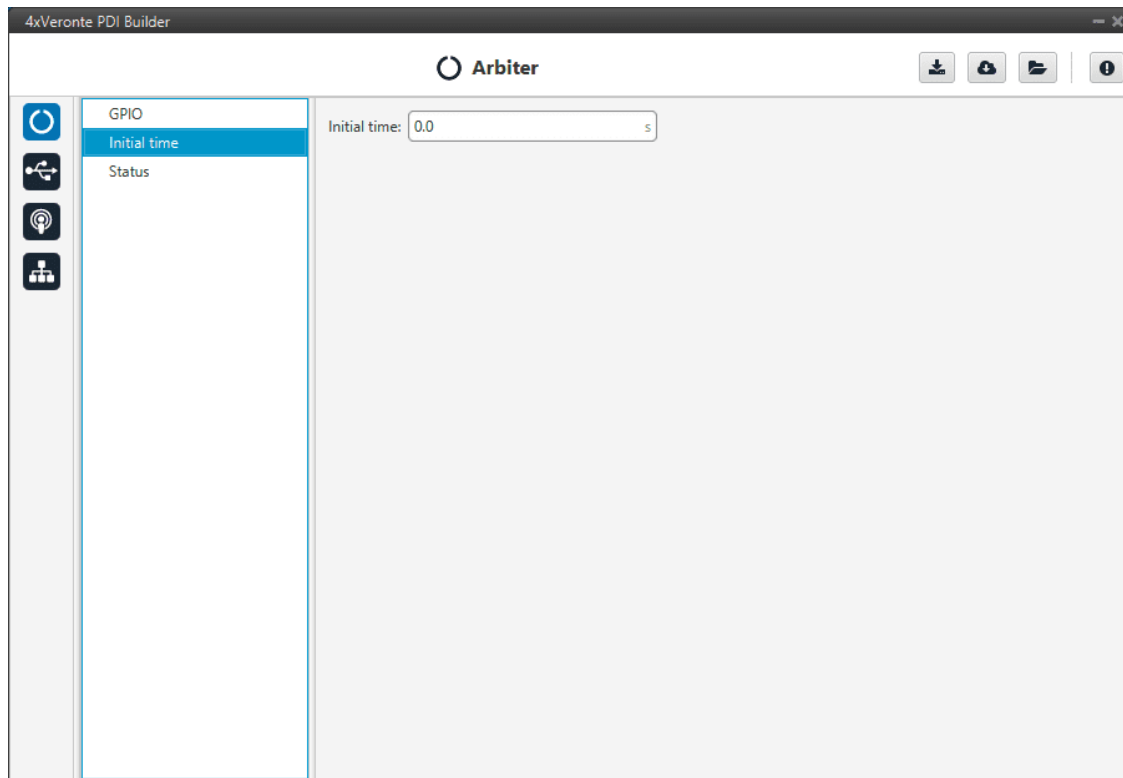 4xVeronte PDI Builder
Arbiter
GPIO
Initial time
Status
Initial time: 0.0 s